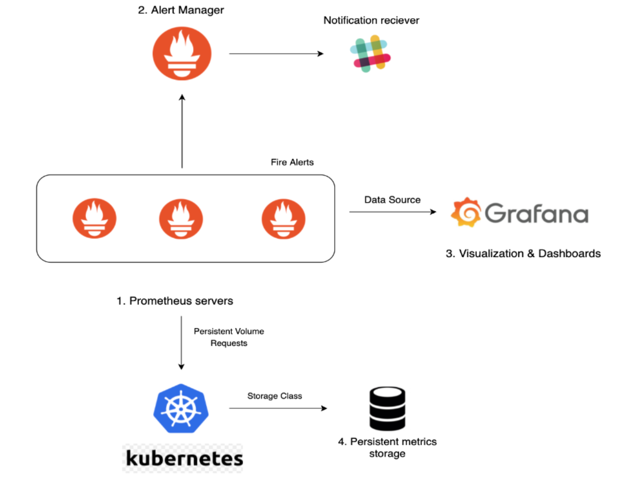 2. Alert Manager
Notification reciever
Fire Alerts
Data Source
Grafana
3. Visualization & Dashboards
1. Prometheus servers
Persistent Volume
Requests
Storage Class
kubernetes
4. Persistent metrics
storage